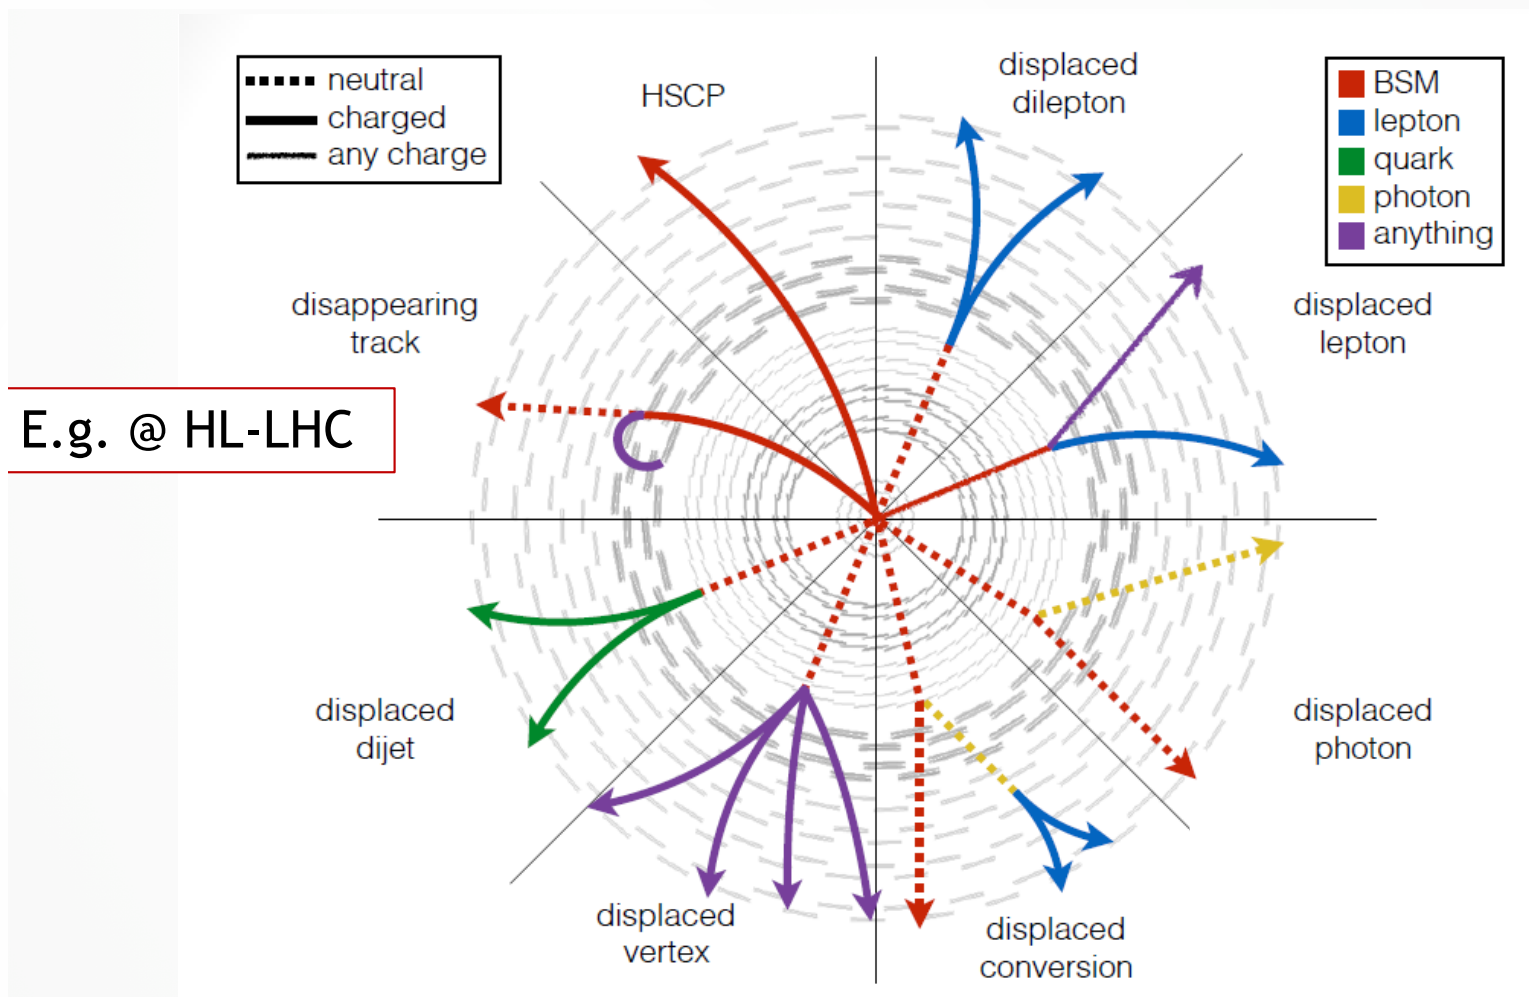 neutral
charged
any charge
HSCP
displaced
dilepton
BSM
lepton
quark
photon
anything
disappearing
track
displaced
lepton
E.g. @ HL-LHC
displaced
dijet
displaced
photon
displaced
vertex
displaced
conversion